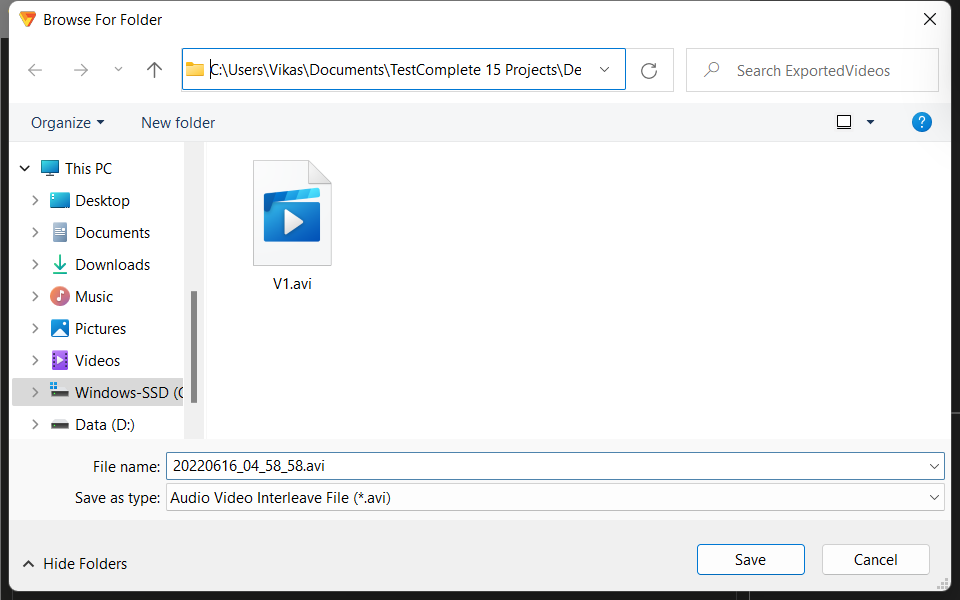 Browse For Folder
C:\Users\Vikas\Documents\TestComplete 15 Projects\De
Search ExportedVideos
Organize
New folder
?
This PC
Desktop
Documents
Downloads
Music
Pictures
Videos
Windows-SSD (C
Data (D:)
V1.avi
File name: 20220616_04_58_58.avi
Save as type: Audio Video Interleave File (*.avi)
Hide Folders
Save
Cancel